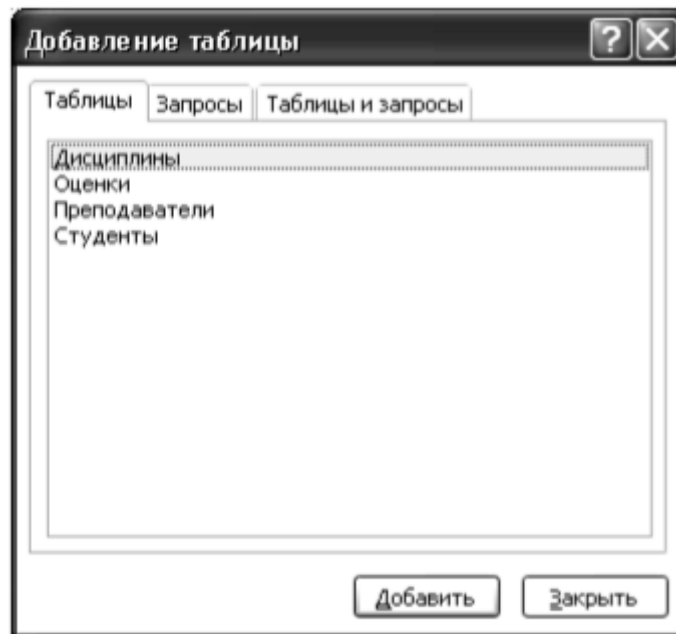 Добавление таблицы
?
Таблицы Запросы Таблицы и запросы
Дисциплины
Оценки
Преподаватели
Студенты
Добавить Закрыть